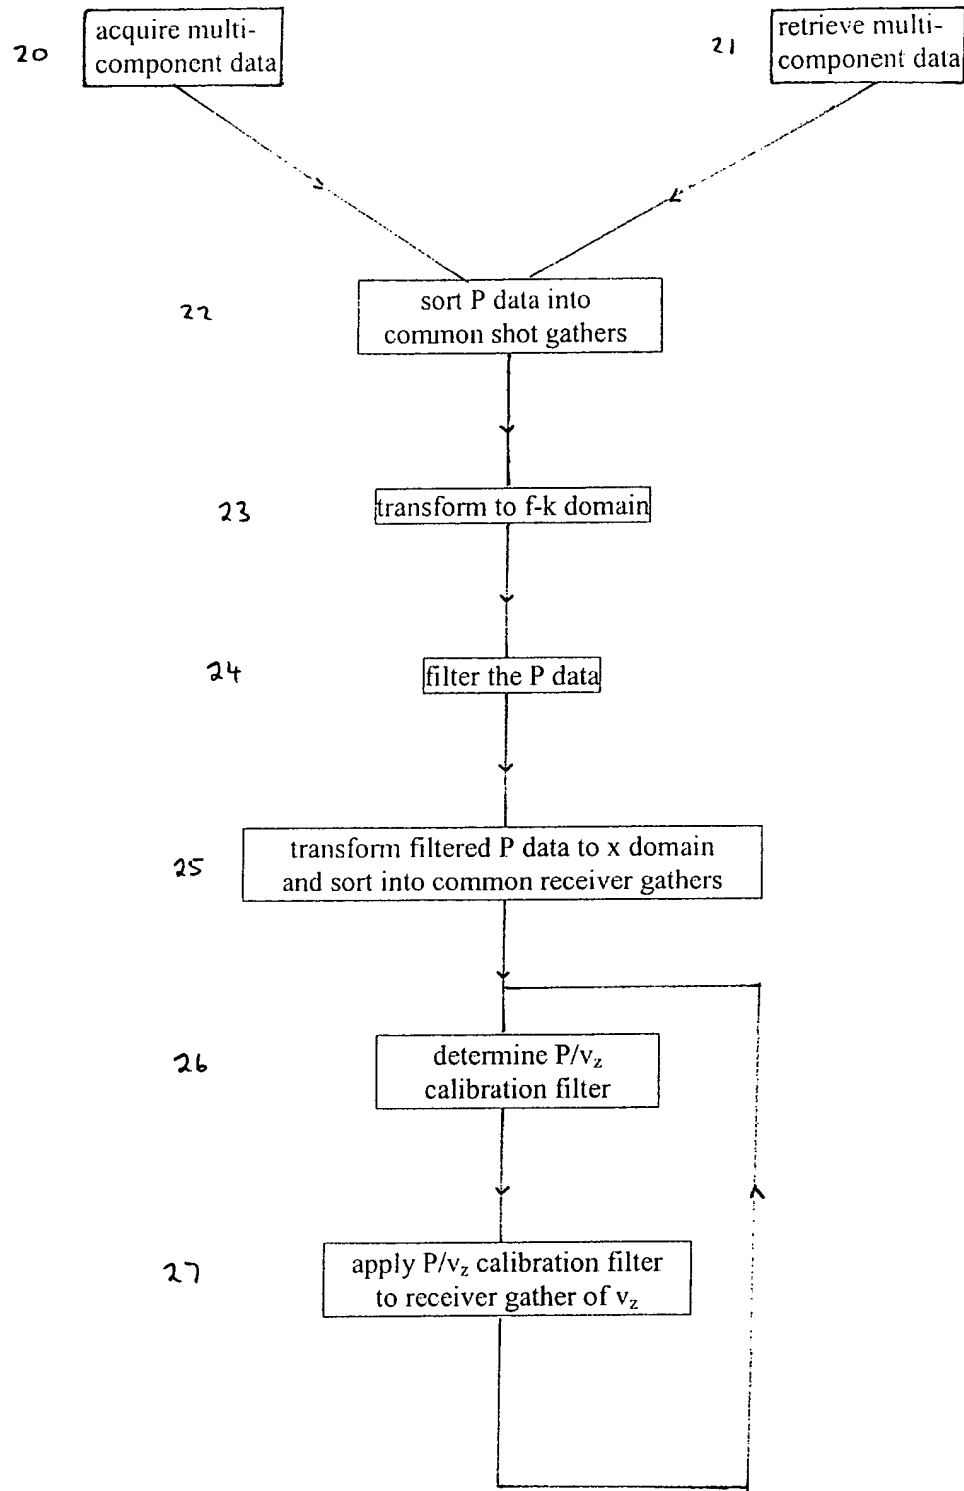 20
acquire multi-
component data
21
retrieve multi-
component data
22
sort P data into
common shot gathers
23
transform to f-k domain
24
filter the P data
25
transform filtered P data to x domain
and sort into common receiver gathers
26
determine P/vz
calibration filter
27
apply P/vz calibration filter
to receiver gather of vz